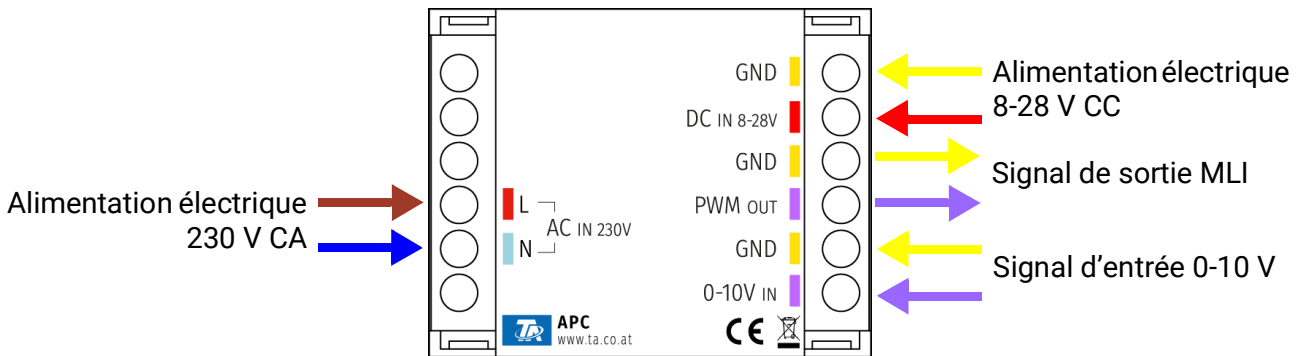 Alimentation électrique
230 V CA
L
N
AC IN 230V
TA
APC
www.ta.co.at
GND
DC IN 8-28V
GND
PWM OUT
GND
0-10V IN
CE
Alimentation électrique
8-28 V CC
Signal de sortie MLI
Signal d’entrée 0-10 V